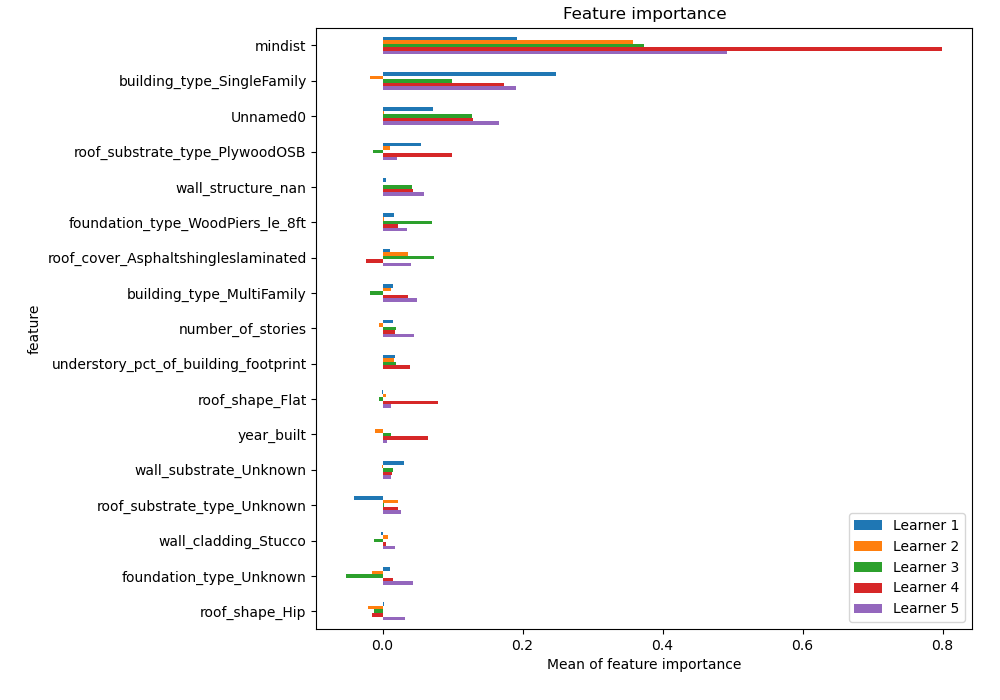 Feature importance
mindist
building_type_SingleFamily
Unnamed0
roof_substrate_type_PlywoodOSB
wall_structure_nan
foundation_type_WoodPiers_le_8ft
roof_cover_Asphaltshingleslaminated
building_type_MultiFamily
number_of_stories
understory_pct_of_building_footprint
roof_shape_Flat
year_built
wall_substrate_Unknown
roof_substrate_type_Unknown
wall_cladding_Stucco
foundation_type_Unknown
roof_shape_Hip
feature
Learner 1
Learner 2
Learner 3
Learner 4
Learner 5
0.0 0.2 0.4 0.6 0.8
Mean of feature importance